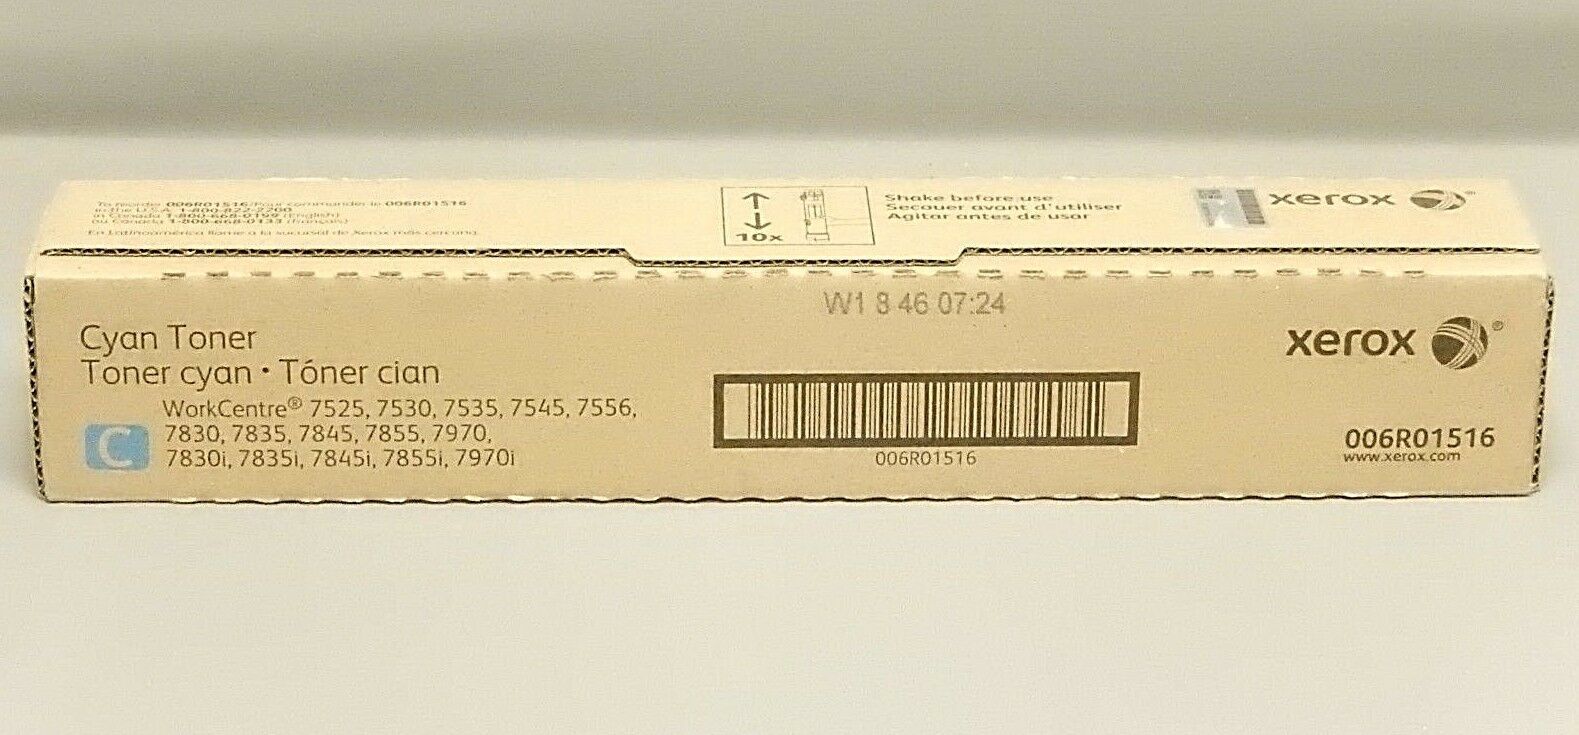 To reorder 006R01516/Pour commander le 006R01516
in the U.S.A. 1-800-822-2200
in Canada 1-800-668-0199 (English)
ou Canada 1-800-668-0133 (Français)
En Latinoamérica llame a la sucursal de Xerox más cercana.
10x
Shake before use
Secouer avant d'utiliser
Agitar antes de usar
xerox ®
W1 8 46 07:24
Cyan Toner
Toner cyan • Tóner cian
C
WorkCentre® 7525, 7530, 7535, 7545, 7556,
7830, 7835, 7845, 7855, 7970,
7830i, 7835i, 7845i, 7855i, 7970i
006R01516
xerox ®
006R01516
www.xerox.com